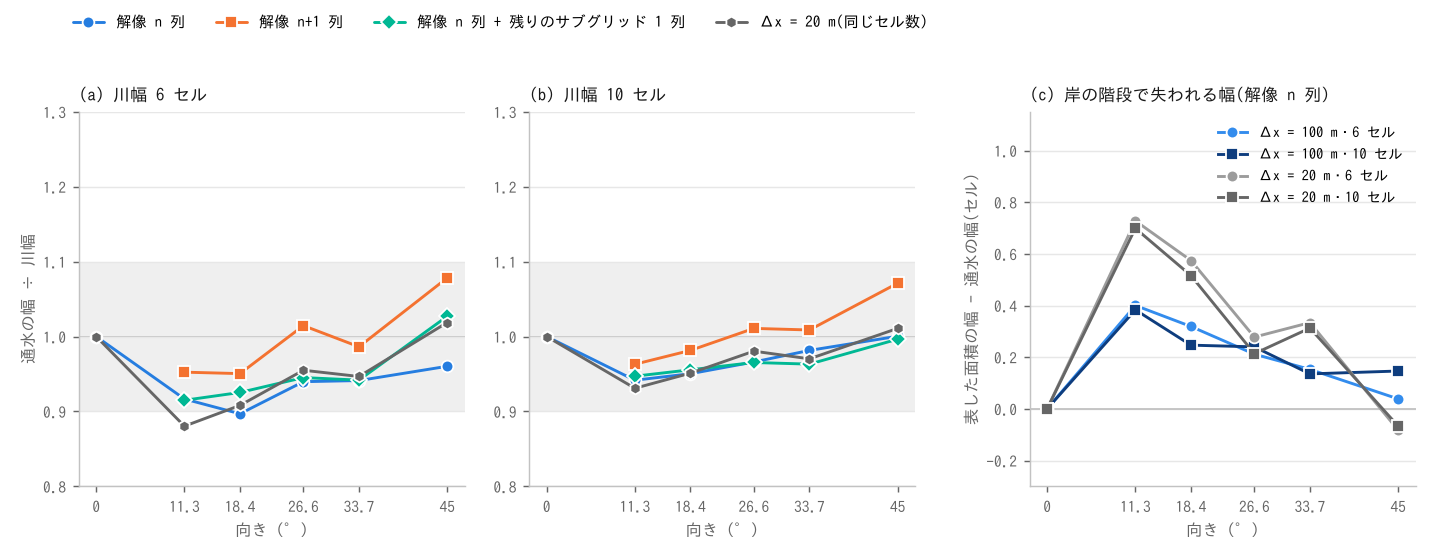 解像 n 列 解像 n+1 列 解像 n 列 + 残りのサブグリッド 1 列 Δx = 20 m(同じセル数)
(a) 川幅 6 セル
通水の幅 ÷ 川幅
1.3
1.2
1.1
1.0
0.9
0.8
0 11.3 18.4 26.6 33.7 45
向き (°)
(b) 川幅 10 セル
1.3
1.2
1.1
1.0
0.9
0.8
0 11.3 18.4 26.6 33.7 45
向き (°)
(c) 岸の階段で失われる幅(解像 n 列)
表した面積の幅 - 通水の幅(セル)
Δx = 100 m・6 セル
Δx = 100 m・10 セル
Δx = 20 m・6 セル
Δx = 20 m・10 セル
1.0
0.8
0.6
0.4
0.2
0.0
-0.2
0 11.3 18.4 26.6 33.7 45
向き (°)